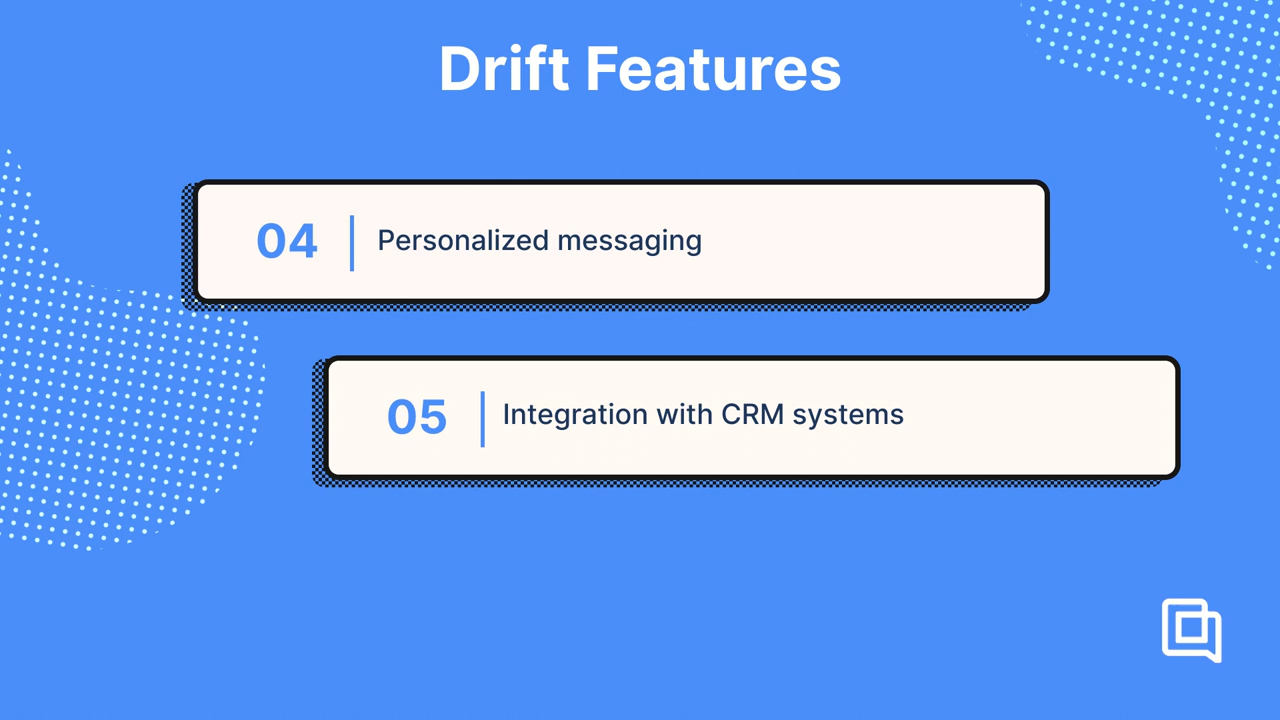 Drift Features
04 Personalized messaging
05 Integration with CRM systems